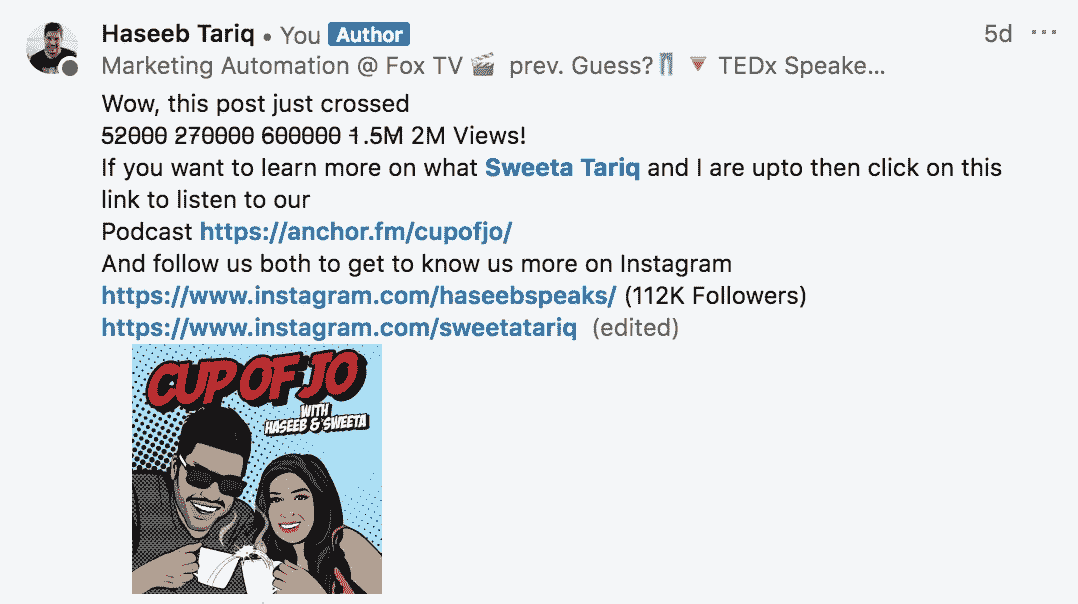 Haseeb Tariq • You Author 5d ...
Marketing Automation @ Fox TV 🎬 prev. Guess?👖 🔻 TEDx Speake...
Wow, this post just crossed
52000 270000 600000 1.5M 2M Views!
If you want to learn more on what Sweeta Tariq and I are upto then click on this
link to listen to our
Podcast https://anchor.fm/cupofjo/
And follow us both to get to know us more on Instagram
https://www.instagram.com/haseebspeaks/ (112K Followers)
https://www.instagram.com/sweetatariq (edited)
CUP OF JO
WITH
HASEEB & SWEETA